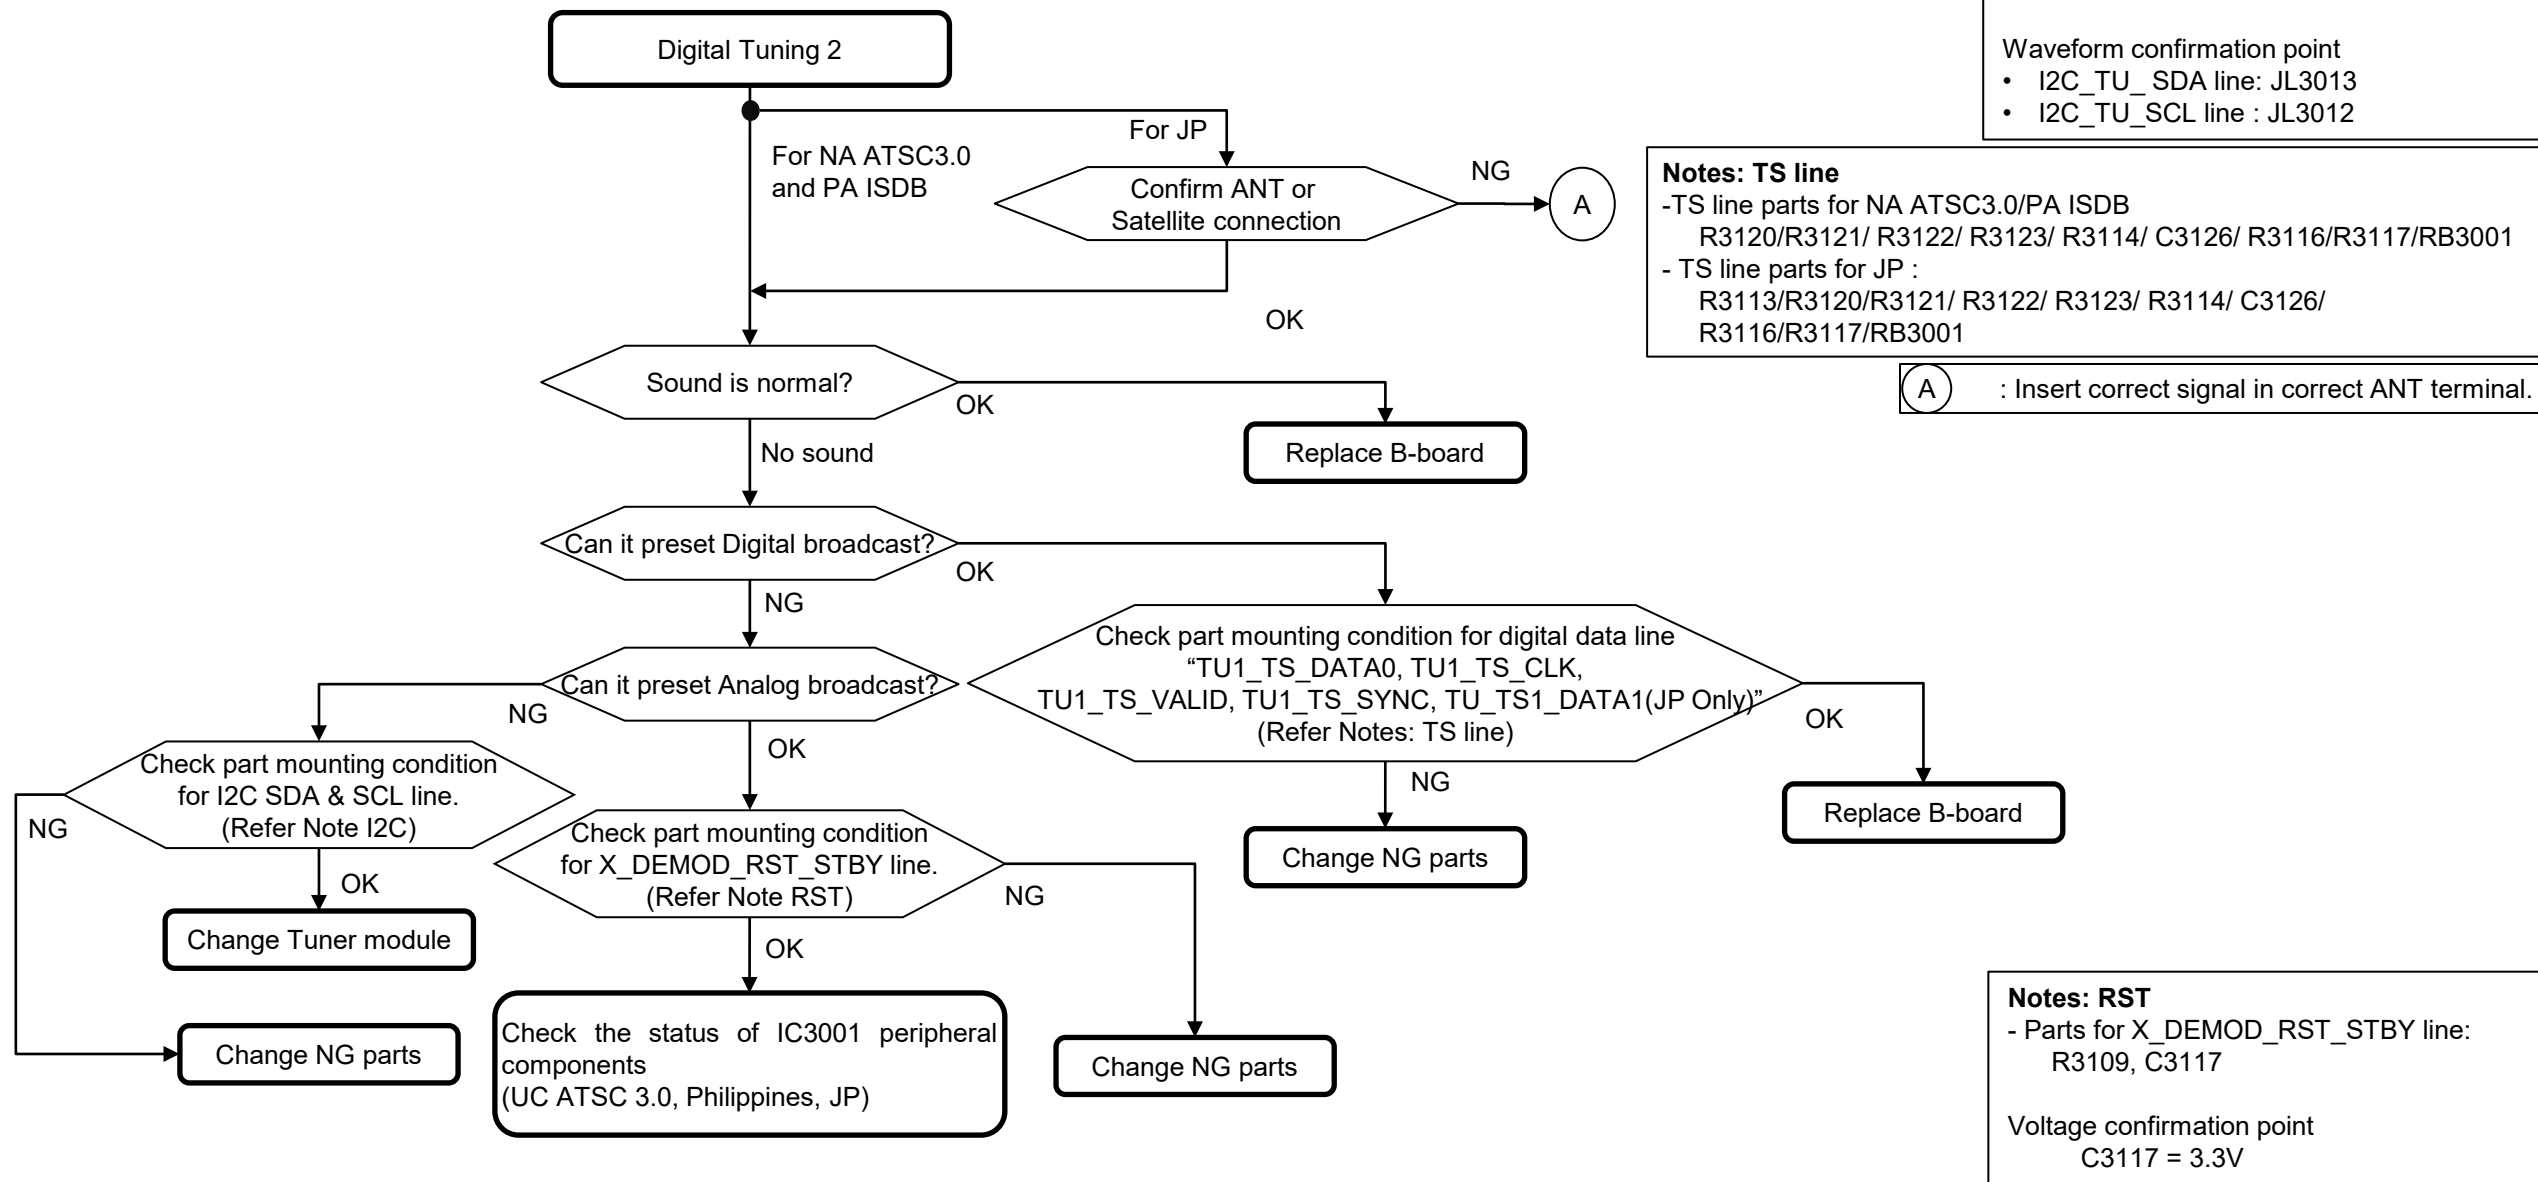 Digital Tuning 2
Waveform confirmation point
• I2C_TU_ SDA line: JL3013
• I2C_TU_SCL line : JL3012
For JP
For NA ATSC3.0
and PA ISDB
Confirm ANT or
Satellite connection
NG
A
OK
Notes: TS line
-TS line parts for NA ATSC3.0/PA ISDB
R3120/R3121/ R3122/ R3123/ R3114/ C3126/ R3116/R3117/RB3001
- TS line parts for JP :
R3113/R3120/R3121/ R3122/ R3123/ R3114/ C3126/
R3116/R3117/RB3001
A : Insert correct signal in correct ANT terminal.
Sound is normal?
OK
Replace B-board
No sound
Can it preset Digital broadcast?
OK
NG
Check part mounting condition for digital data line
“TU1_TS_DATA0, TU1_TS_CLK,
TU1_TS_VALID, TU1_TS_SYNC, TU_TS1_DATA1(JP Only)”
(Refer Notes: TS line)
OK
Replace B-board
NG
Change NG parts
Can it preset Analog broadcast?
NG
OK
Check part mounting condition
for I2C SDA & SCL line.
(Refer Note I2C)
NG
OK
Change Tuner module
Change NG parts
Check part mounting condition
for X_DEMOD_RST_STBY line.
(Refer Note RST)
NG
OK
Check the status of IC3001 peripheral
components
(UC ATSC 3.0, Philippines, JP)
Change NG parts
Notes: RST
- Parts for X_DEMOD_RST_STBY line:
R3109, C3117
Voltage confirmation point
C3117 = 3.3V